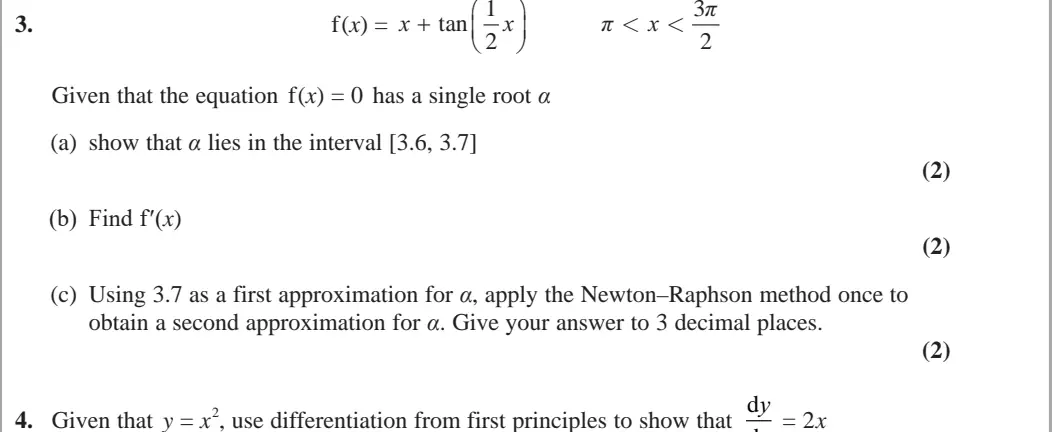 3. f(x) = x + tan(1/2 x) π < x < 3π/2
Given that the equation f(x) = 0 has a single root α
(a) show that α lies in the interval [3.6, 3.7]
(2)
(b) Find f′(x)
(2)
(c) Using 3.7 as a first approximation for α, apply the Newton–Raphson method once to
obtain a second approximation for α. Give your answer to 3 decimal places.
(2)
4. Given that y = x², use differentiation from first principles to show that dy = 2x